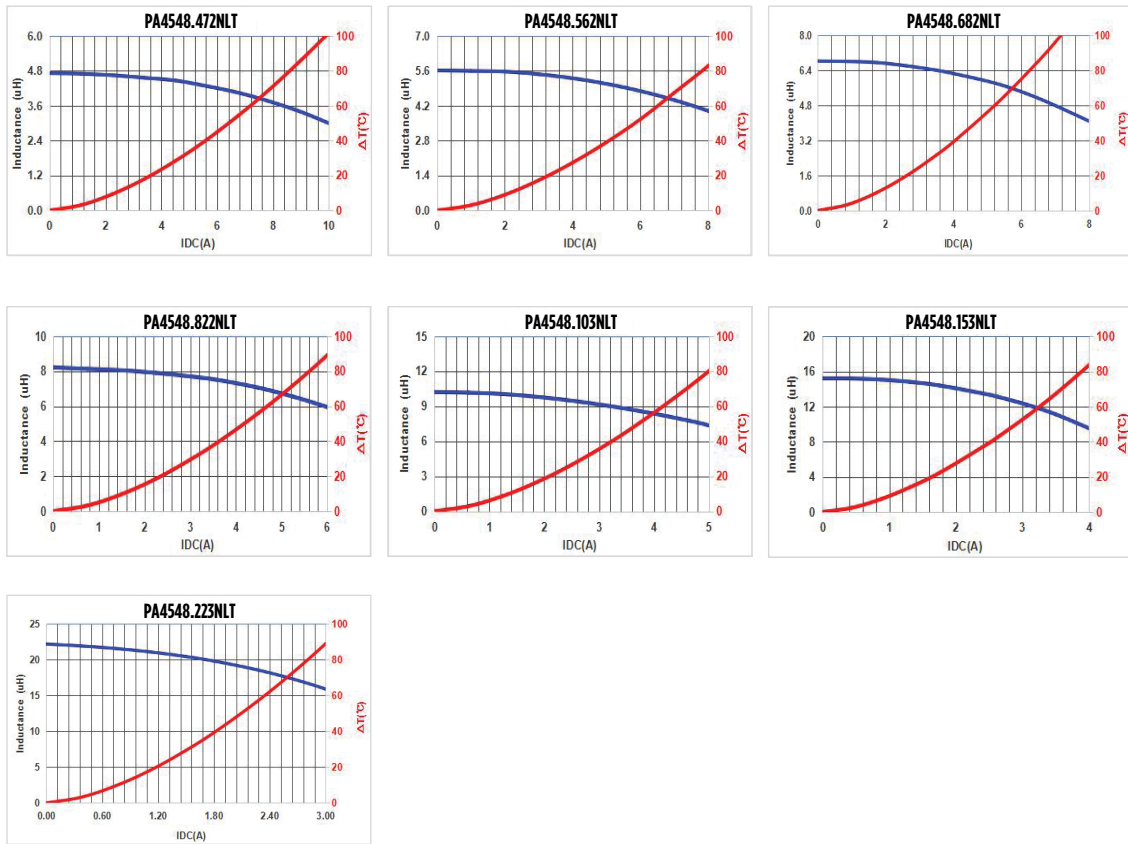 PA4548.472NLT
6.0
4.8
3.6
2.4
1.2
0.0
Inductance (uH)
100
80
60
40
20
0
△T(℃)
0 2 4 6 8 10
IDC(A)
PA4548.562NLT
7.0
5.6
4.2
2.8
1.4
0.0
Inductance (uH)
100
80
60
40
20
0
△T(℃)
0 2 4 6 8
IDC(A)
PA4548.682NLT
8.0
6.4
4.8
3.2
1.6
0.0
Inductance (uH)
100
80
60
40
20
0
△T(℃)
0 2 4 6 8
IDC(A)
PA4548.822NLT
10
8
6
4
2
0
Inductance (uH)
100
80
60
40
20
0
△T(℃)
0 1 2 3 4 5 6
IDC(A)
PA4548.103NLT
15
12
9
6
3
0
Inductance (uH)
100
80
60
40
20
0
△T(℃)
0 1 2 3 4 5
IDC(A)
PA4548.153NLT
20
16
12
8
4
0
Inductance (uH)
100
80
60
40
20
0
△T(℃)
0 1 2 3 4
IDC(A)
PA4548.223NLT
25
20
15
10
5
0
Inductance (uH)
100
80
60
40
20
0
△T(℃)
0.00 0.60 1.20 1.80 2.40 3.00
IDC(A)